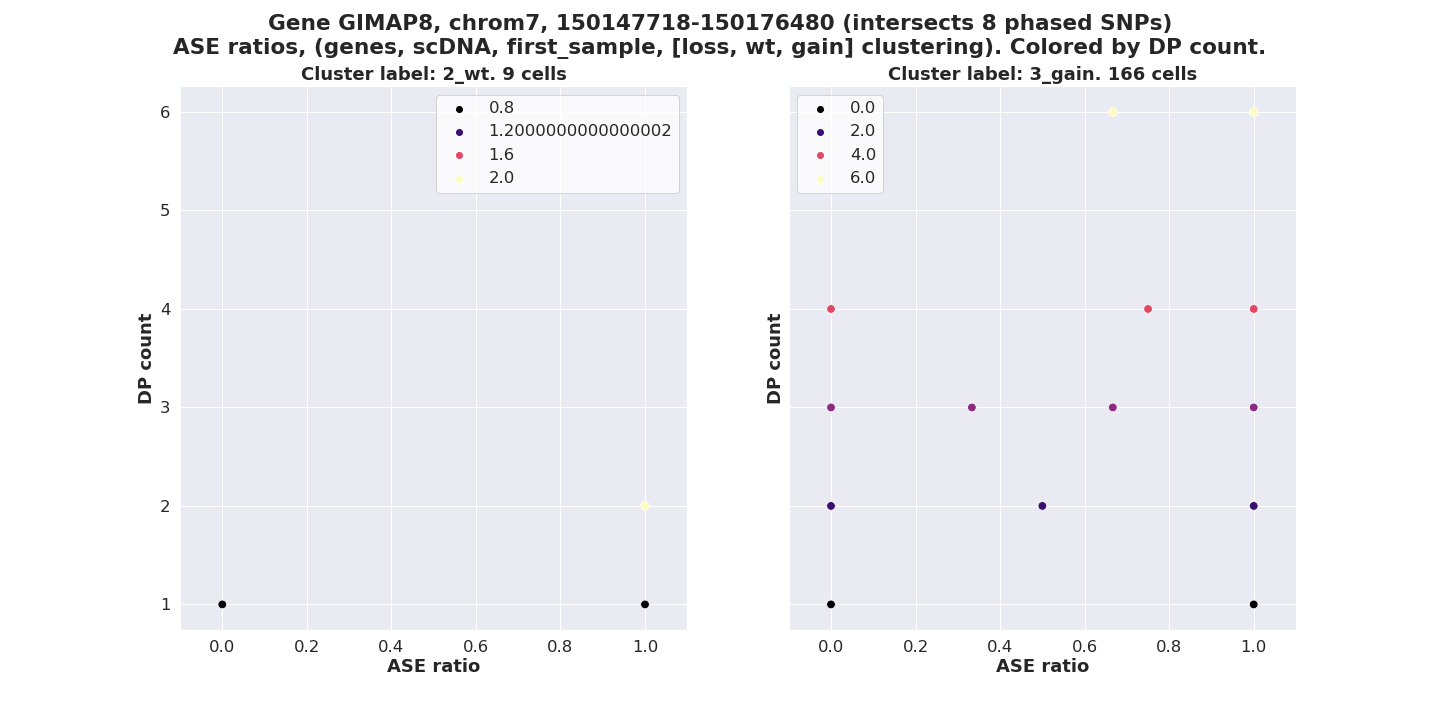 Gene GIMAP8, chrom7, 150147718-150176480 (intersects 8 phased SNPs)
ASE ratios, (genes, scDNA, first_sample, [loss, wt, gain] clustering). Colored by DP count.
Cluster label: 2_wt. 9 cells
0.8
1.2000000000000002
1.6
2.0
6
5
4
3
2
1
DP count
0.0 0.2 0.4 0.6 0.8 1.0
ASE ratio
Cluster label: 3_gain. 166 cells
0.0
2.0
4.0
6.0
DP count
0.0 0.2 0.4 0.6 0.8 1.0
ASE ratio